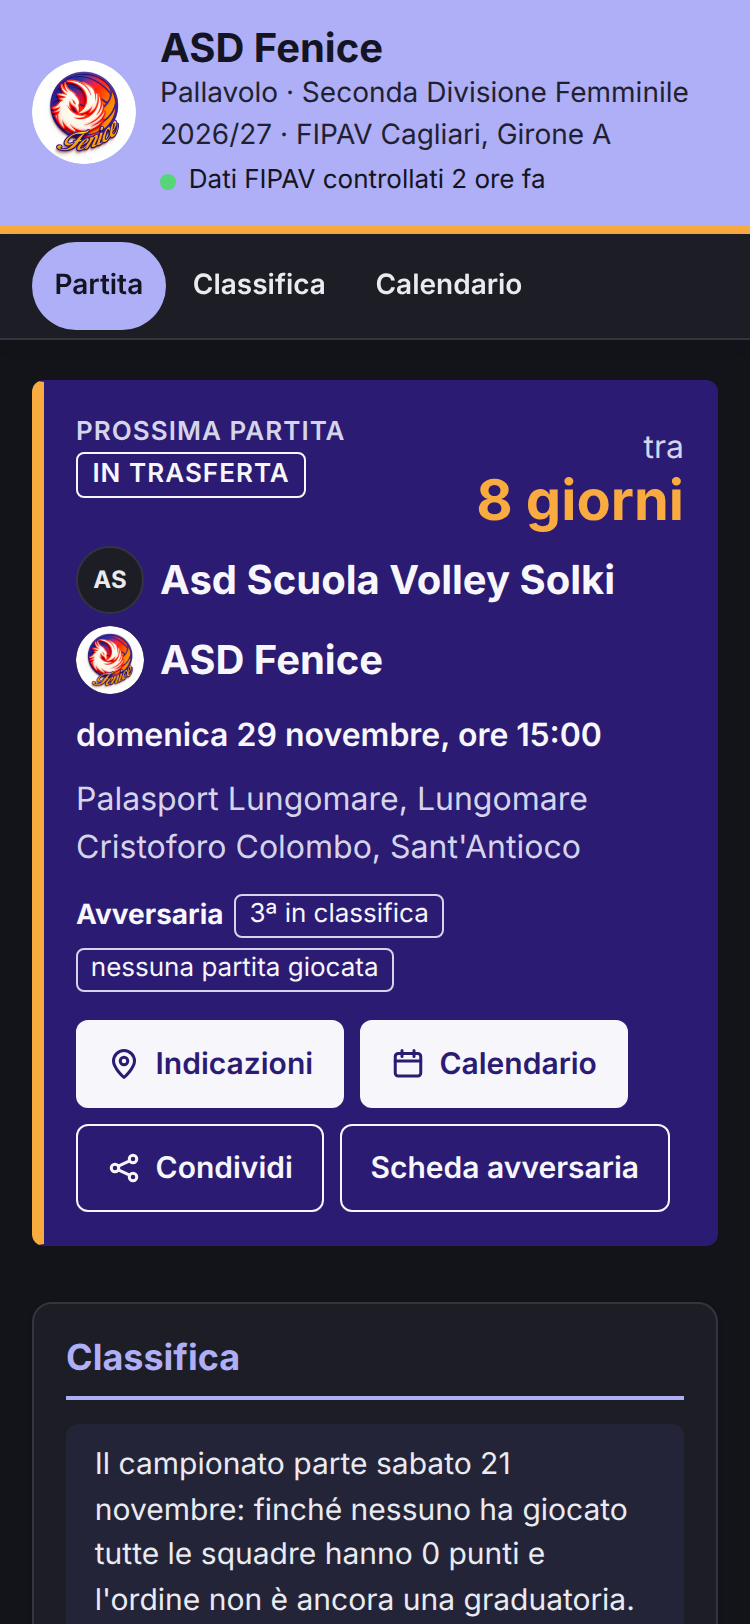 ASD Fenice
Pallavolo · Seconda Divisione Femminile
2026/27 · FIPAV Cagliari, Girone A
Dati FIPAV controllati 2 ore fa
Fenice
Partita
Classifica
Calendario
PROSSIMA PARTITA
IN TRASFERTA
tra
8 giorni
AS
Asd Scuola Volley Solki
Fenice
ASD Fenice
domenica 29 novembre, ore 15:00
Palasport Lungomare, Lungomare
Cristoforo Colombo, Sant'Antioco
Avversaria
3ª in classifica
nessuna partita giocata
Indicazioni
Calendario
Condividi
Scheda avversaria
Classifica
Il campionato parte sabato 21
novembre: finché nessuno ha giocato
tutte le squadre hanno 0 punti e
l'ordine non è ancora una graduatoria.